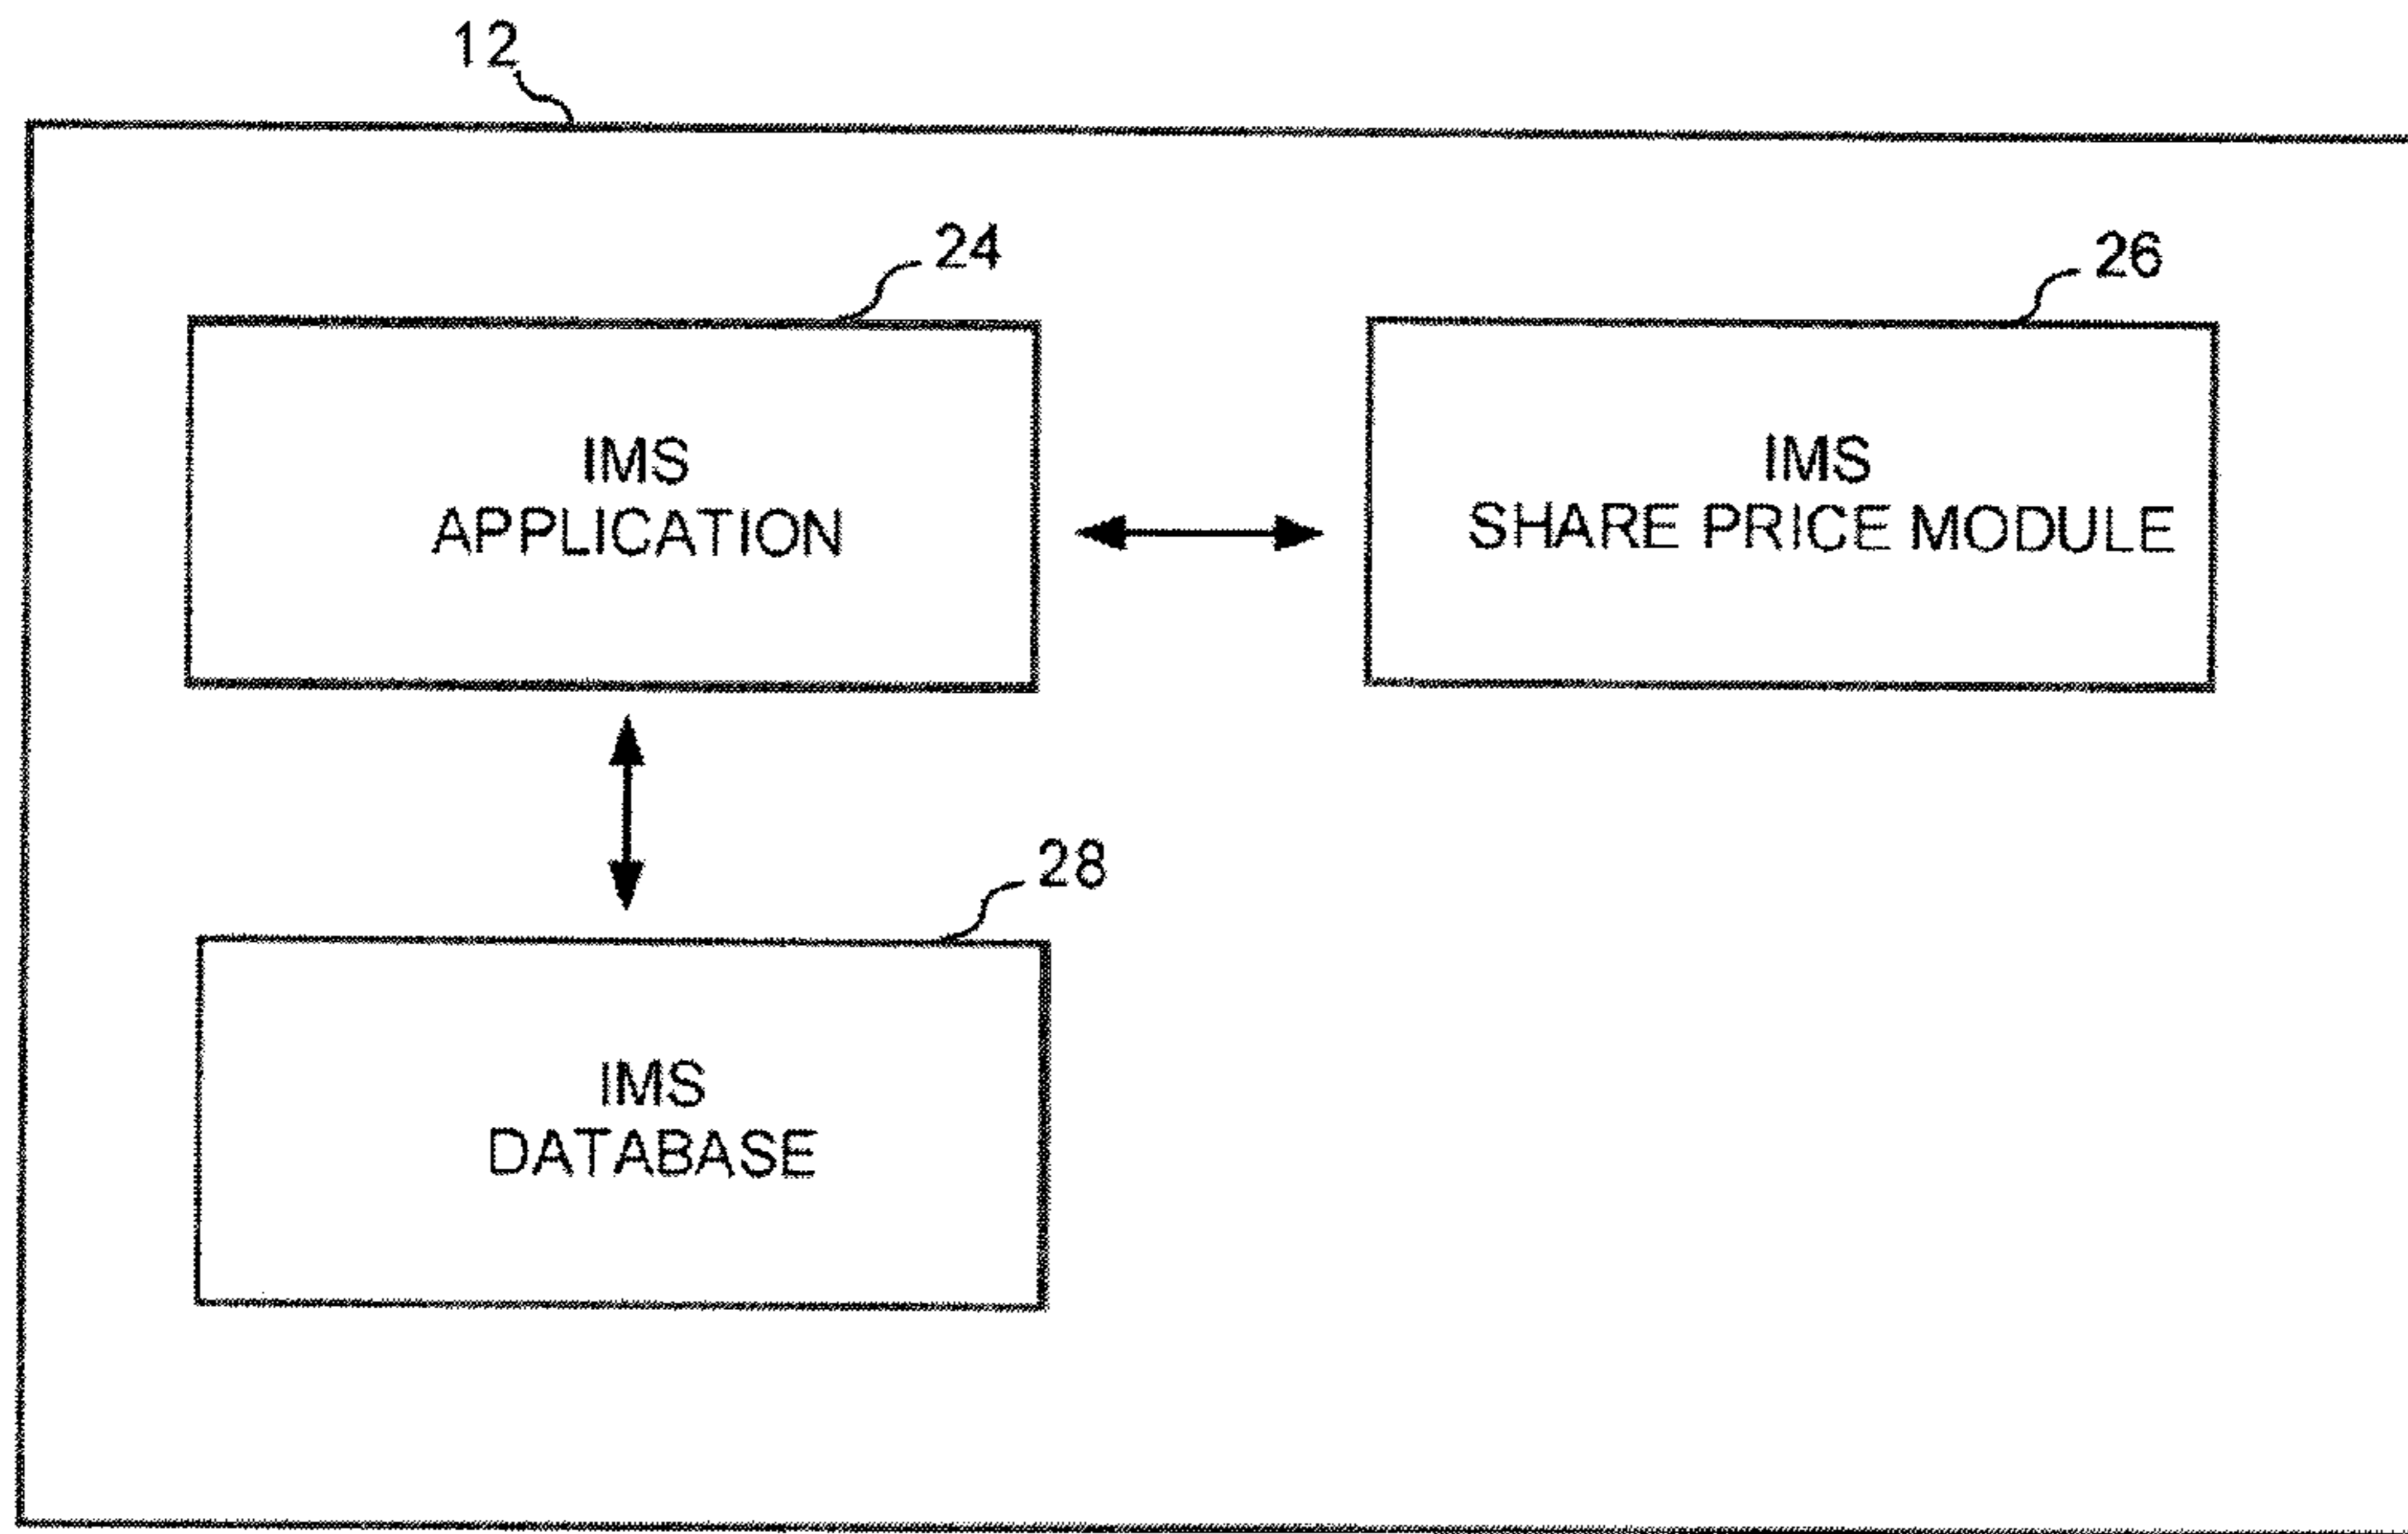 12
24
26
IMS
APPLICATION
IMS
SHARE PRICE MODULE
28
IMS
DATABASE